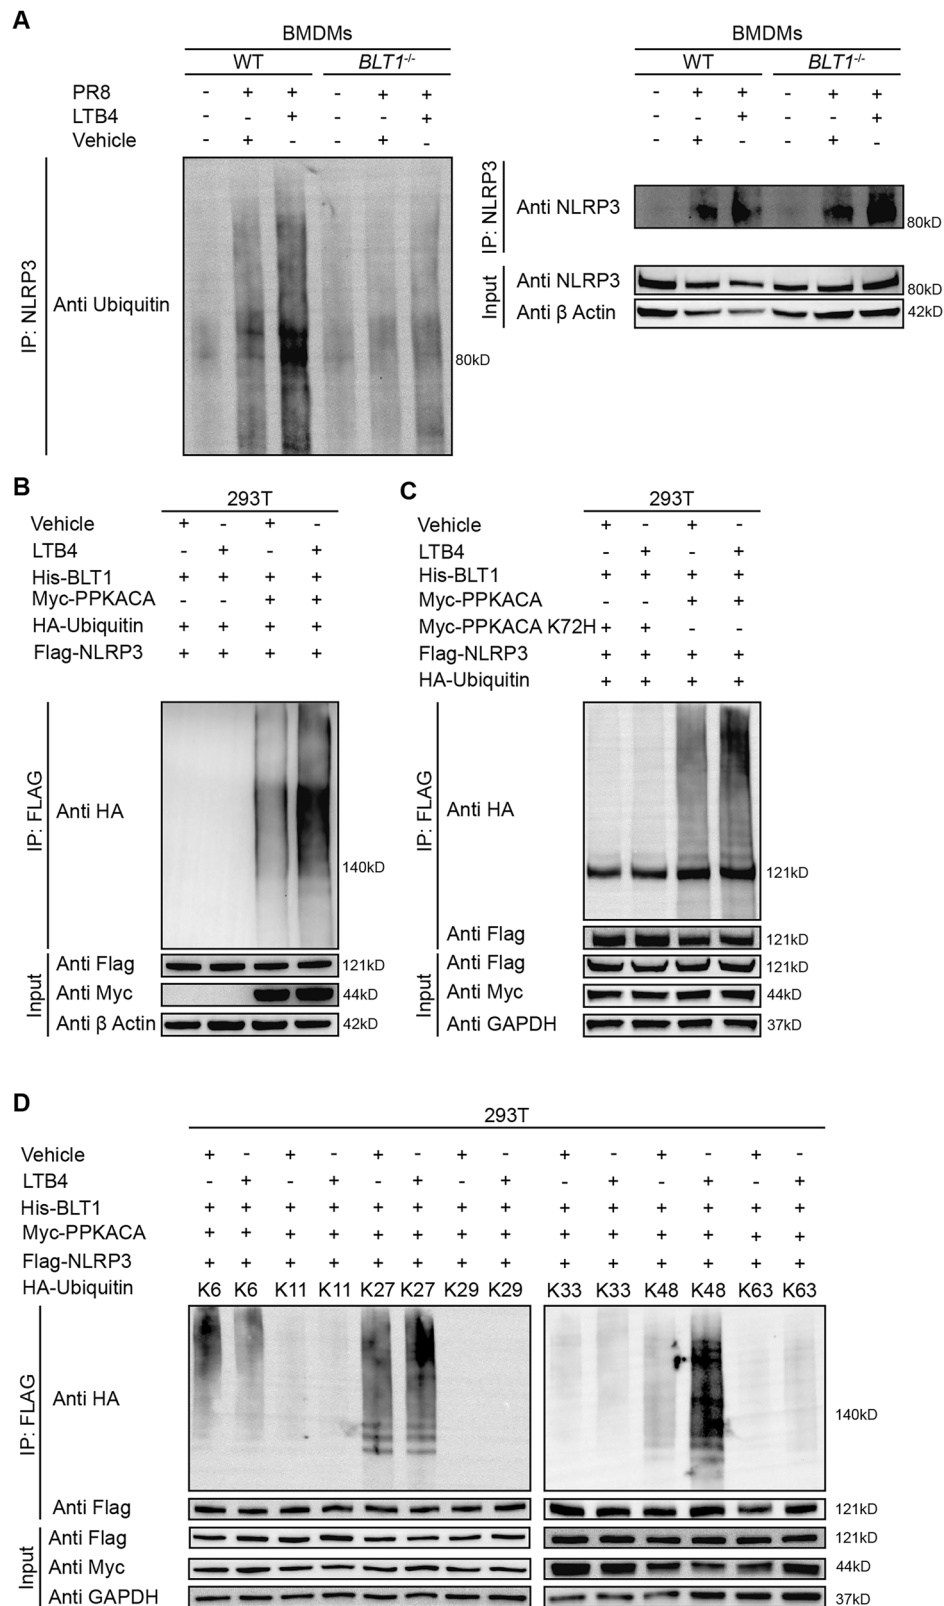 A
BMDMs
WT BLT1-/-
PR8 - + + - + +
LTB4 - - + - - +
Vehicle - + - - + -
IP: NLRP3
Anti Ubiquitin
80kD
BMDMs
WT BLT1-/-
- + + - + +
- - + - - +
- + - - + -
IP: NLRP3
Anti NLRP3
80kD
Input
Anti NLRP3
80kD
Anti β Actin
42kD
B
293T
Vehicle + - + -
LTB4 - + - +
His-BLT1 + + + +
Myc-PPKACA - - + +
HA-Ubiquitin + + + +
Flag-NLRP3 + + + +
IP: FLAG
Anti HA
140kD
Input
Anti Flag 121kD
Anti Myc 44kD
Anti β Actin 42kD
C
293T
Vehicle + - + -
LTB4 - + - +
His-BLT1 + + + +
Myc-PPKACA - - + +
Myc-PPKACA K72H + + - -
Flag-NLRP3 + + + +
HA-Ubiquitin + + + +
IP: FLAG
Anti HA
121kD
Anti Flag 121kD
Input
Anti Flag 121kD
Anti Myc 44kD
Anti GAPDH 37kD
D
293T
Vehicle + - + - + - + - + - + - + -
LTB4 - + - + - + - + - + - + - +
His-BLT1 + + + + + + + + + + + + + +
Myc-PPKACA + + + + + + + + + + + + + +
Flag-NLRP3 + + + + + + + + + + + + + +
HA-Ubiquitin K6 K6 K11 K11 K27 K27 K29 K29 K33 K33 K48 K48 K63 K63
IP: FLAG
Anti HA
140kD
Anti Flag 121kD
Input
Anti Flag 121kD
Anti Myc 44kD
Anti GAPDH 37kD